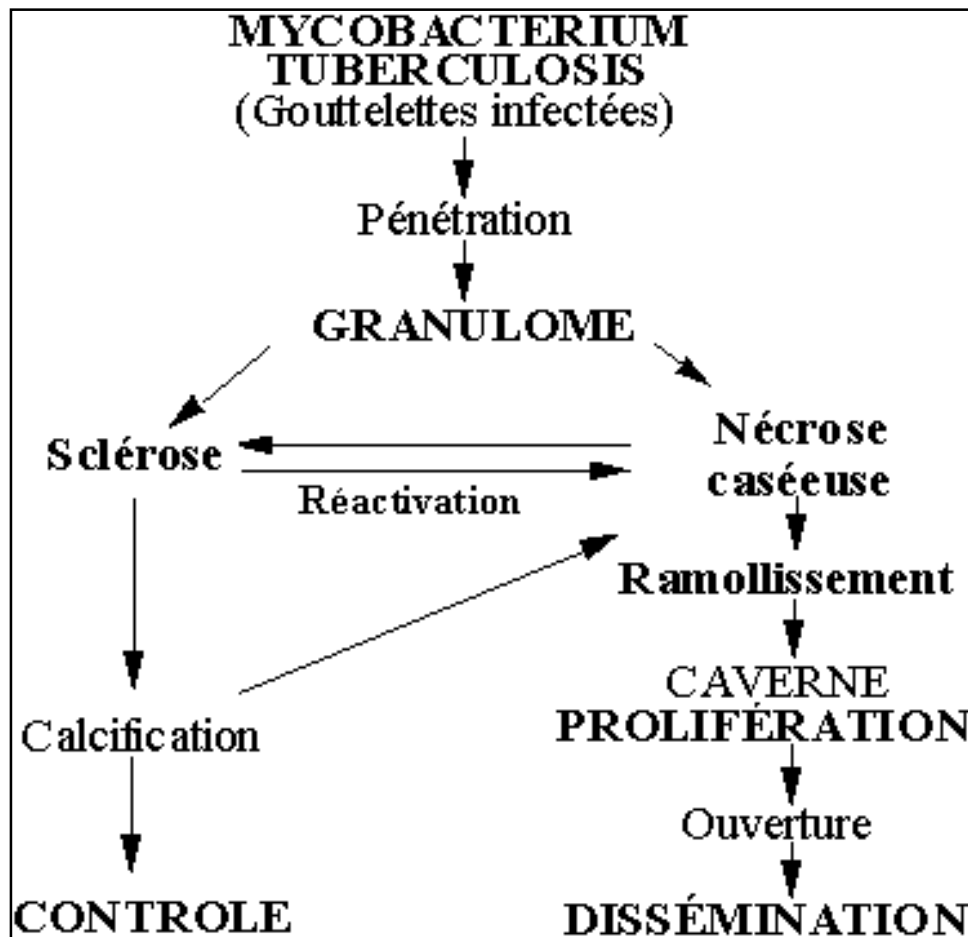 MYCOBACTERIUM
TUBERCULOSIS
(Gouttelettes infectées)
Pénétration
GRANULOME
Sclérose
Nécrose
caséeuse
Réactivation
Ramollissement
Calcification
CAVERNE
PROLIFÉRATION
Ouverture
CONTROLE
DISSÉMINATION